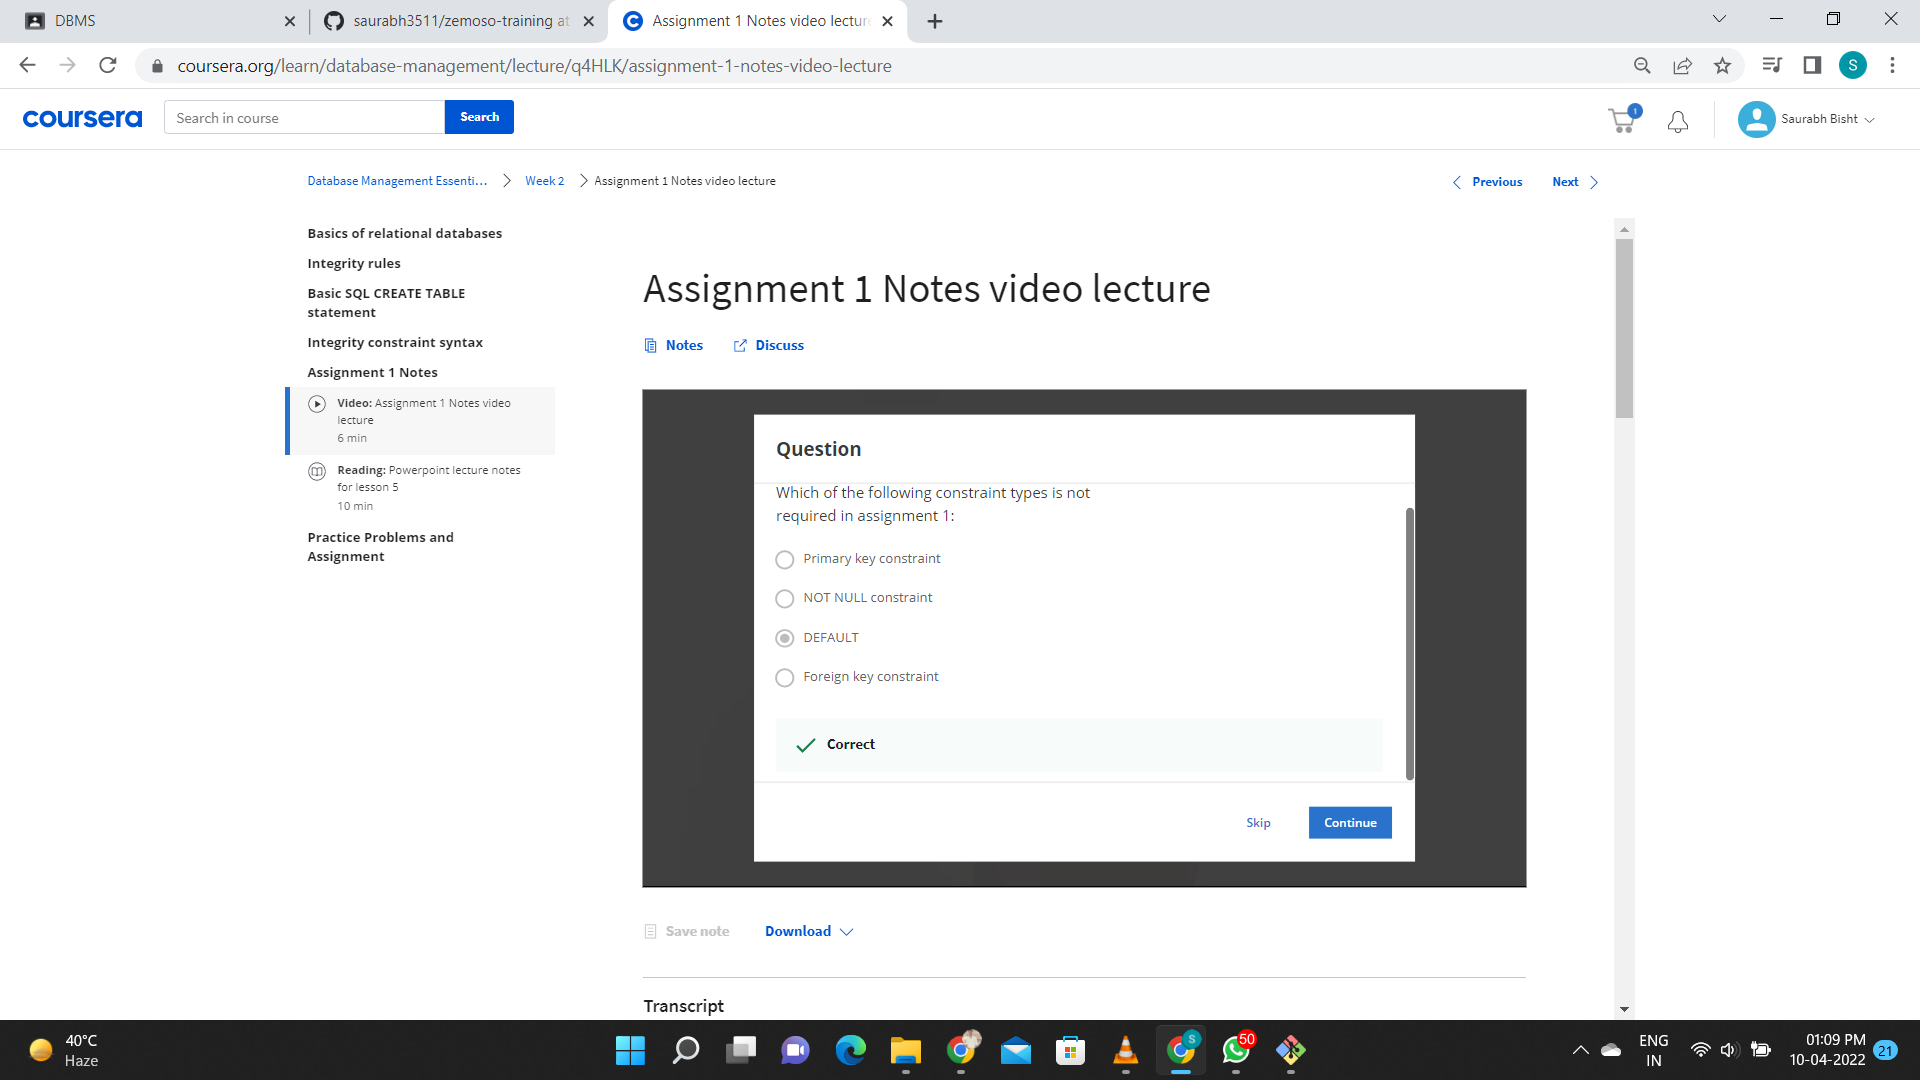 DBMS
saurabh3511/zemoso-training at
Assignment 1 Notes video lecture
coursera.org/learn/database-management/lecture/q4HLK/assignment-1-notes-video-lecture
S
coursera
Search in course
Search
1
Saurabh Bisht
Database Management Essenti...
Week 2
Assignment 1 Notes video lecture
Previous
Next
Basics of relational databases
Integrity rules
Basic SQL CREATE TABLE
statement
Integrity constraint syntax
Assignment 1 Notes
Video: Assignment 1 Notes video
lecture
6 min
Reading: Powerpoint lecture notes
for lesson 5
10 min
Practice Problems and
Assignment
Assignment 1 Notes video lecture
Notes
Discuss
Question
Which of the following constraint types is not
required in assignment 1:
Primary key constraint
NOT NULL constraint
DEFAULT
Foreign key constraint
Correct
Skip
Continue
Save note
Download
Transcript
40°C
Haze
S
50
ENG
IN
01:09 PM
10-04-2022
21